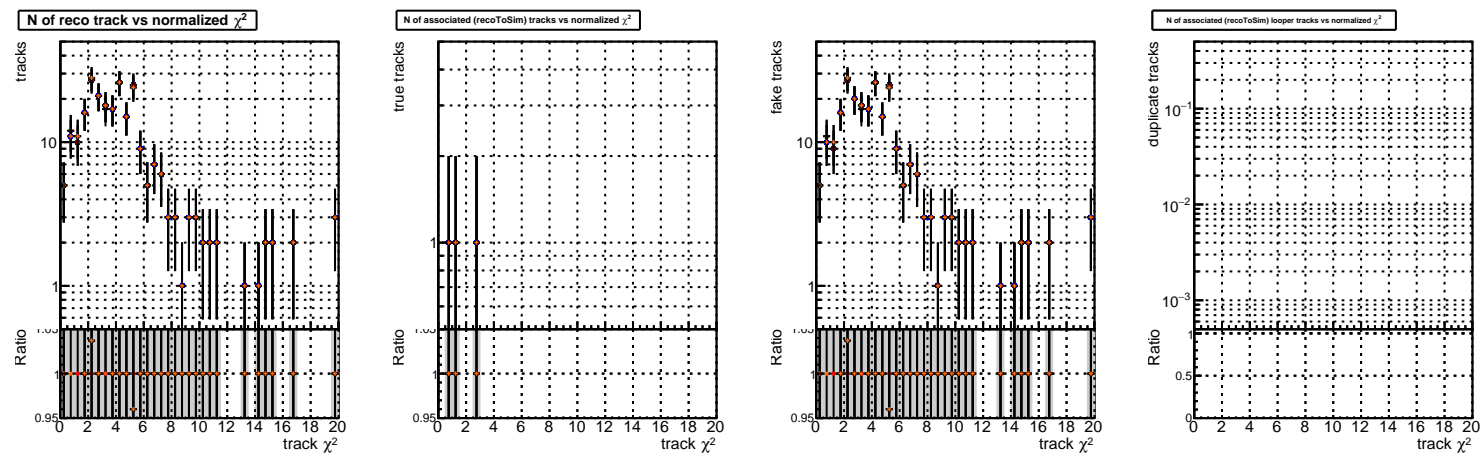 N of reco track vs normalized χ²
tracks
10
1
Ratio
1.05
1
0.95
0 2 4 6 8 10 12 14 16 18 20
track χ²
N of associated (recoToSim) tracks vs normalized χ²
true tracks
1
Ratio
1.05
1
0.95
0 2 4 6 8 10 12 14 16 18 20
track χ²
fake tracks
10
1
Ratio
1.05
1
0.95
0 2 4 6 8 10 12 14 16 18 20
track χ²
N of associated (recoToSim) looper tracks vs normalized χ²
duplicate tracks
10⁻¹
10⁻²
10⁻³
Ratio
1
0.5
0
0 2 4 6 8 10 12 14 16 18 20
track χ²